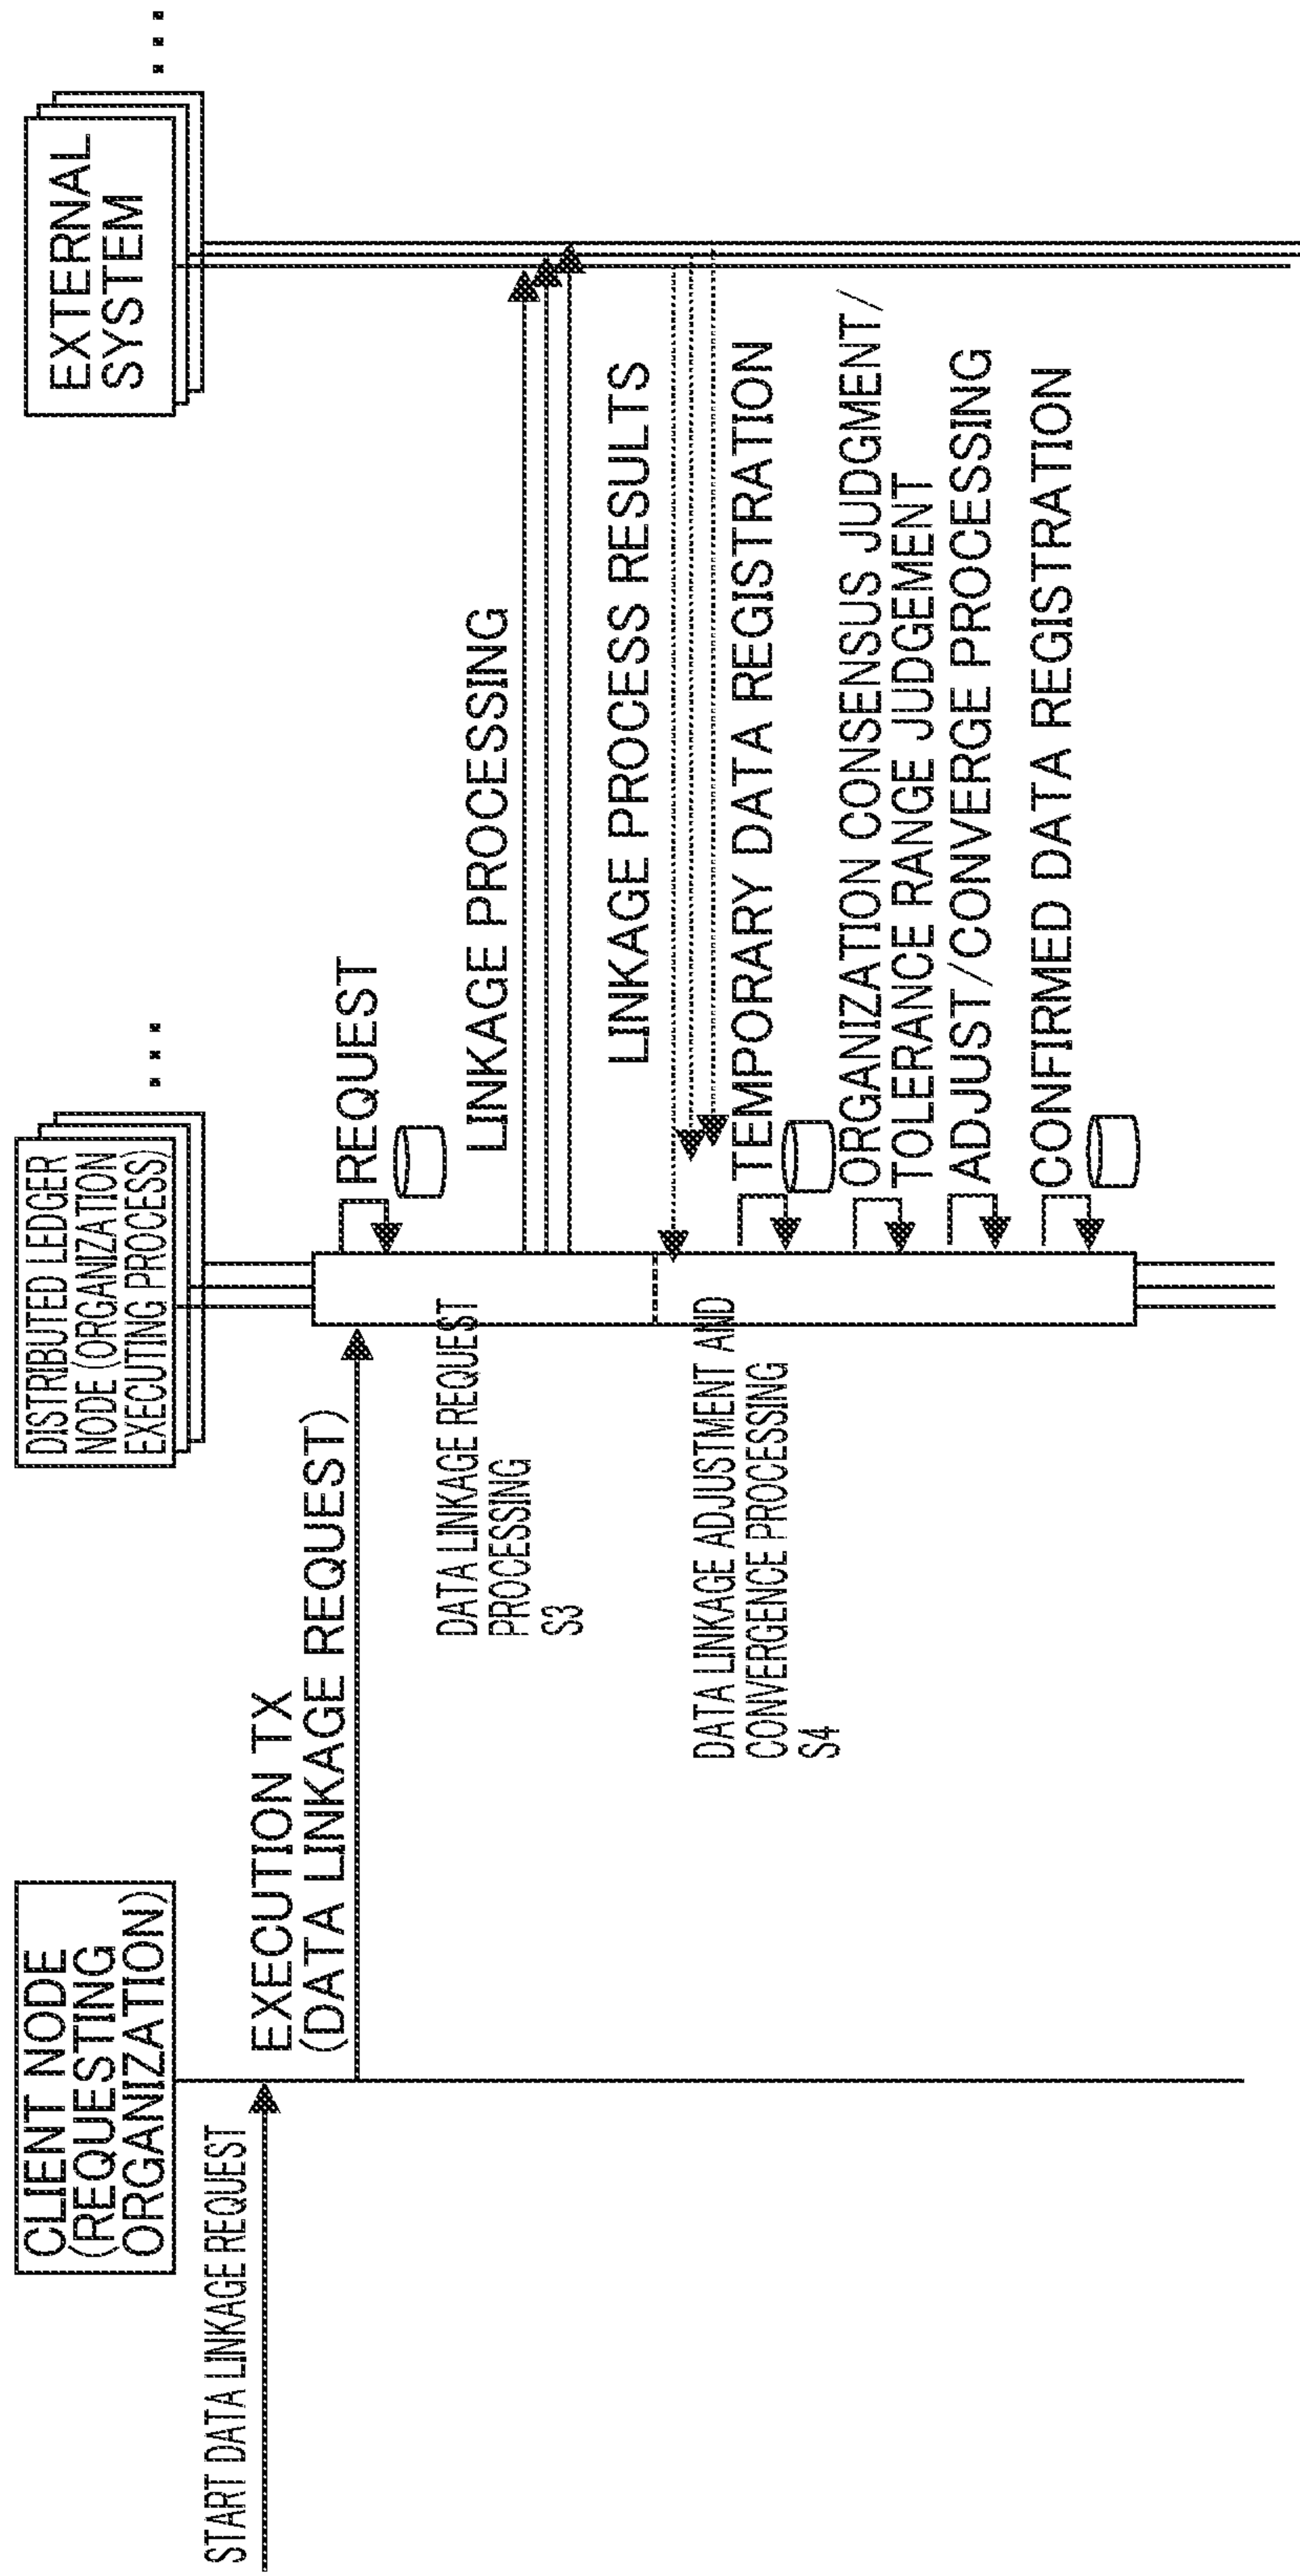 CLIENT NODE
(REQUESTING
ORGANIZATION)
DISTRIBUTED LEDGER
NODE (ORGANIZATION
EXECUTING PROCESS)
...
EXTERNAL
SYSTEM
...
START DATA LINKAGE REQUEST
EXECUTION TX
(DATA LINKAGE REQUEST)
REQUEST
DATA LINKAGE REQUEST
PROCESSING
S3
LINKAGE PROCESSING
LINKAGE PROCESS RESULTS
DATA LINKAGE ADJUSTMENT AND
CONVERGENCE PROCESSING
S4
TEMPORARY DATA REGISTRATION
ORGANIZATION CONSENSUS JUDGMENT/
TOLERANCE RANGE JUDGEMENT
ADJUST/CONVERGE PROCESSING
CONFIRMED DATA REGISTRATION